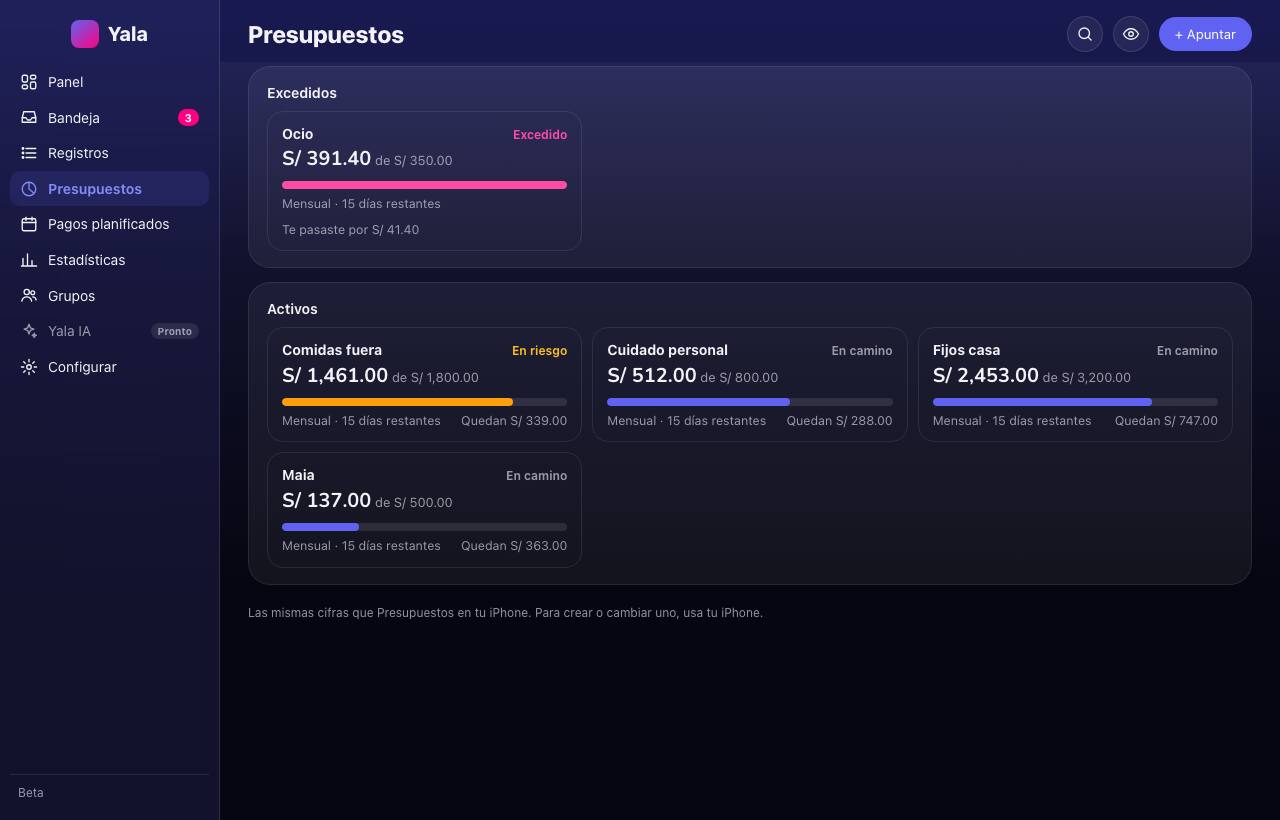 Yala
Panel
Bandeja 3
Registros
Presupuestos
Pagos planificados
Estadísticas
Grupos
Yala IA Pronto
Configurar
Beta
Presupuestos
+ Apuntar
Excedidos
Ocio Excedido
S/ 391.40 de S/ 350.00
Mensual · 15 días restantes
Te pasaste por S/ 41.40
Activos
Comidas fuera En riesgo
S/ 1,461.00 de S/ 1,800.00
Mensual · 15 días restantes Quedan S/ 339.00
Cuidado personal En camino
S/ 512.00 de S/ 800.00
Mensual · 15 días restantes Quedan S/ 288.00
Fijos casa En camino
S/ 2,453.00 de S/ 3,200.00
Mensual · 15 días restantes Quedan S/ 747.00
Maia En camino
S/ 137.00 de S/ 500.00
Mensual · 15 días restantes Quedan S/ 363.00
Las mismas cifras que Presupuestos en tu iPhone. Para crear o cambiar uno, usa tu iPhone.